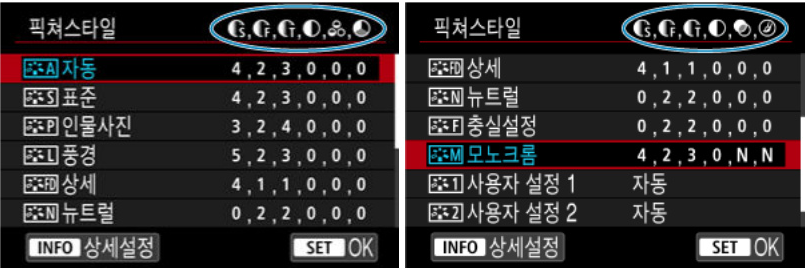 픽쳐스타일
자동 4 , 2 , 3 , 0 , 0 , 0
표준 4 , 2 , 3 , 0 , 0 , 0
인물사진 3 , 2 , 4 , 0 , 0 , 0
풍경 5 , 2 , 3 , 0 , 0 , 0
상세 4 , 1 , 1 , 0 , 0 , 0
뉴트럴 0 , 2 , 2 , 0 , 0 , 0
INFO 상세설정 SET OK
픽쳐스타일
상세 4 , 1 , 1 , 0 , 0 , 0
뉴트럴 0 , 2 , 2 , 0 , 0 , 0
충실설정 0 , 2 , 2 , 0 , 0 , 0
모노크롬 4 , 2 , 3 , 0 , N , N
사용자 설정 1 자동
사용자 설정 2 자동
INFO 상세설정 SET OK